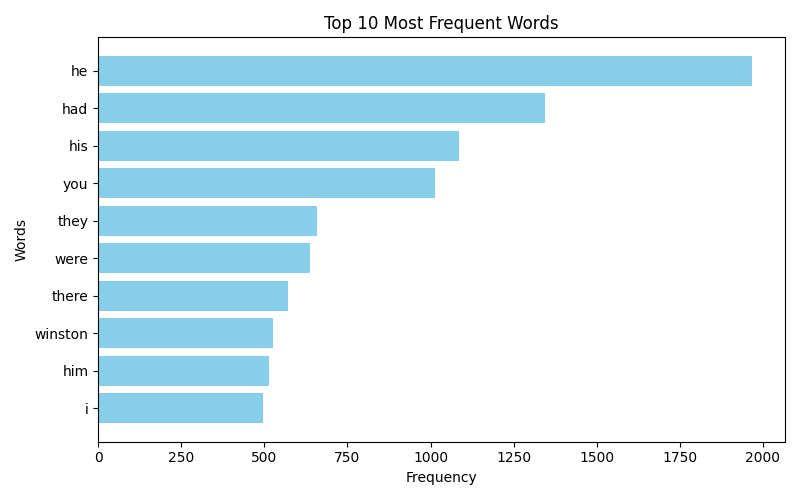 Top 10 Most Frequent Words
he
had
his
you
they
were
there
winston
him
i
Words
0 250 500 750 1000 1250 1500 1750 2000
Frequency